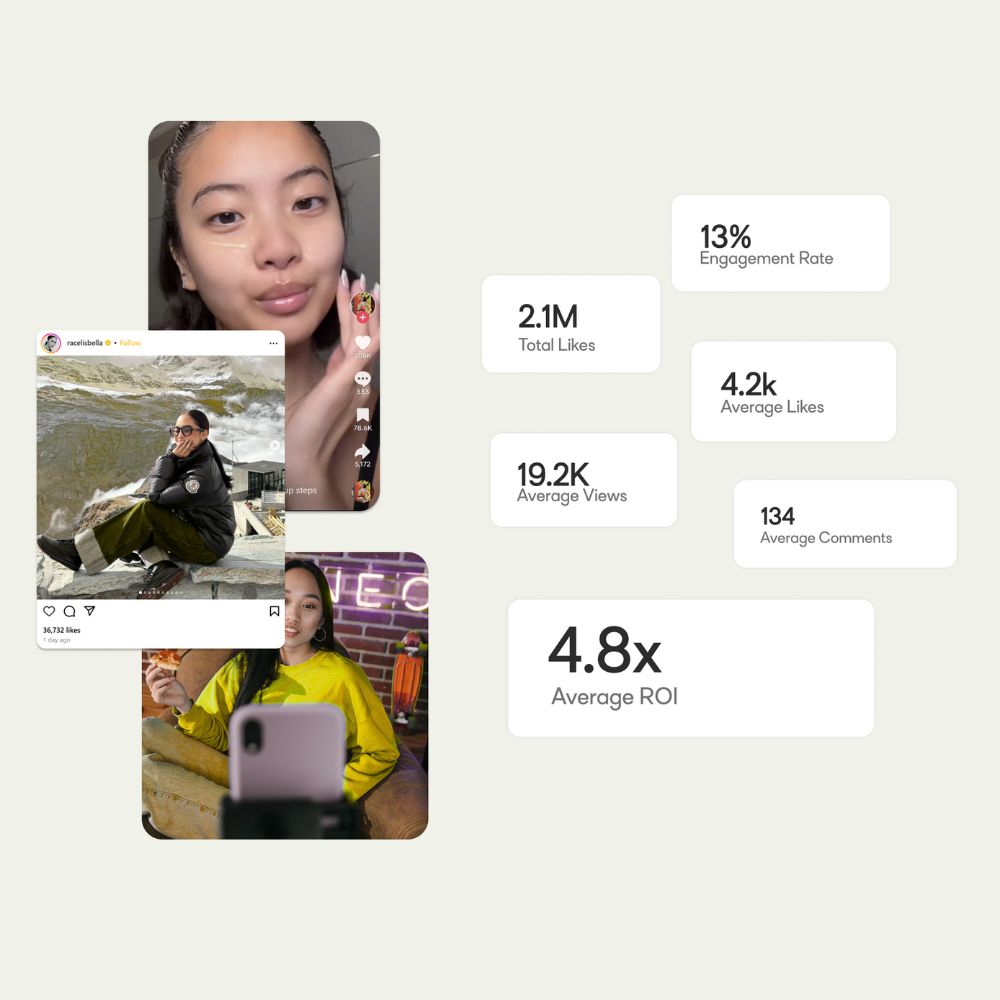 206K
333
78.6K
5,172
up steps
racelisbella • Follow
36,732 likes
1 day ago
NEO
13%
Engagement Rate
2.1M
Total Likes
4.2k
Average Likes
19.2K
Average Views
134
Average Comments
4.8x
Average ROI